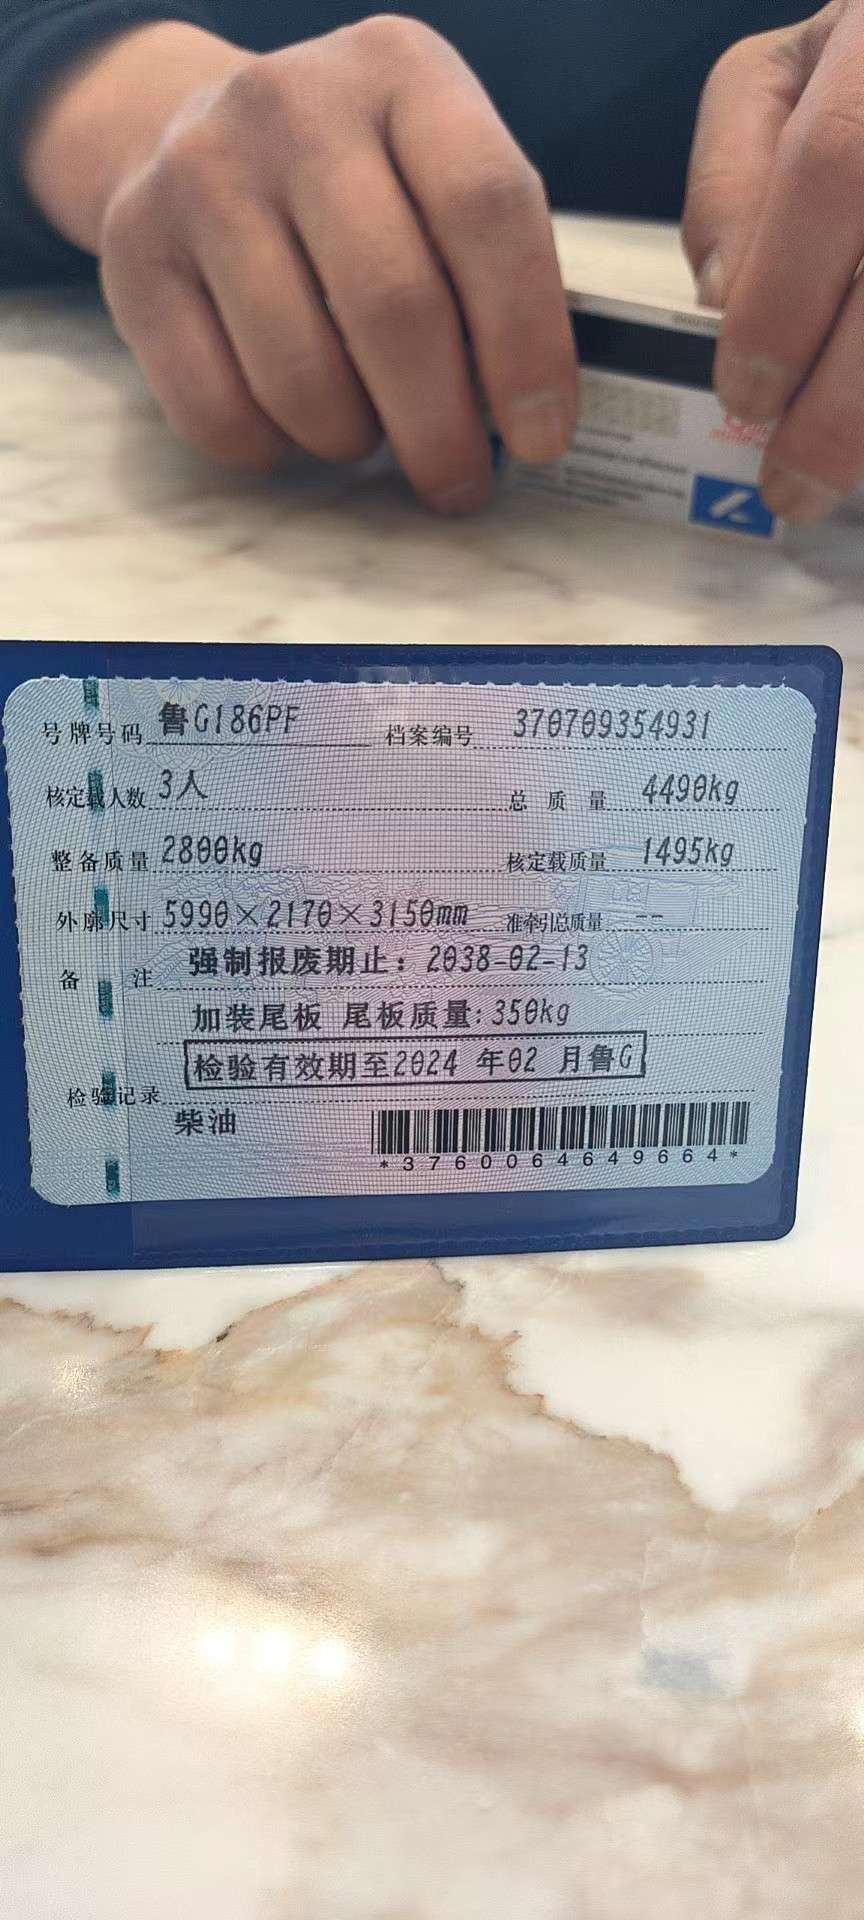 号牌号码 鲁G186PF 档案编号 370709354931
核定载人数 3人 总质量 4490kg
整备质量 2800kg 核定载质量 1495kg
外廓尺寸 5990×2170×3150mm 准牵引总质量 --
备注 强制报废期止：2038-02-13
加装尾板 尾板质量:350kg
检验有效期至2024 年02 月鲁G
检验记录
柴油
*3760064649664*